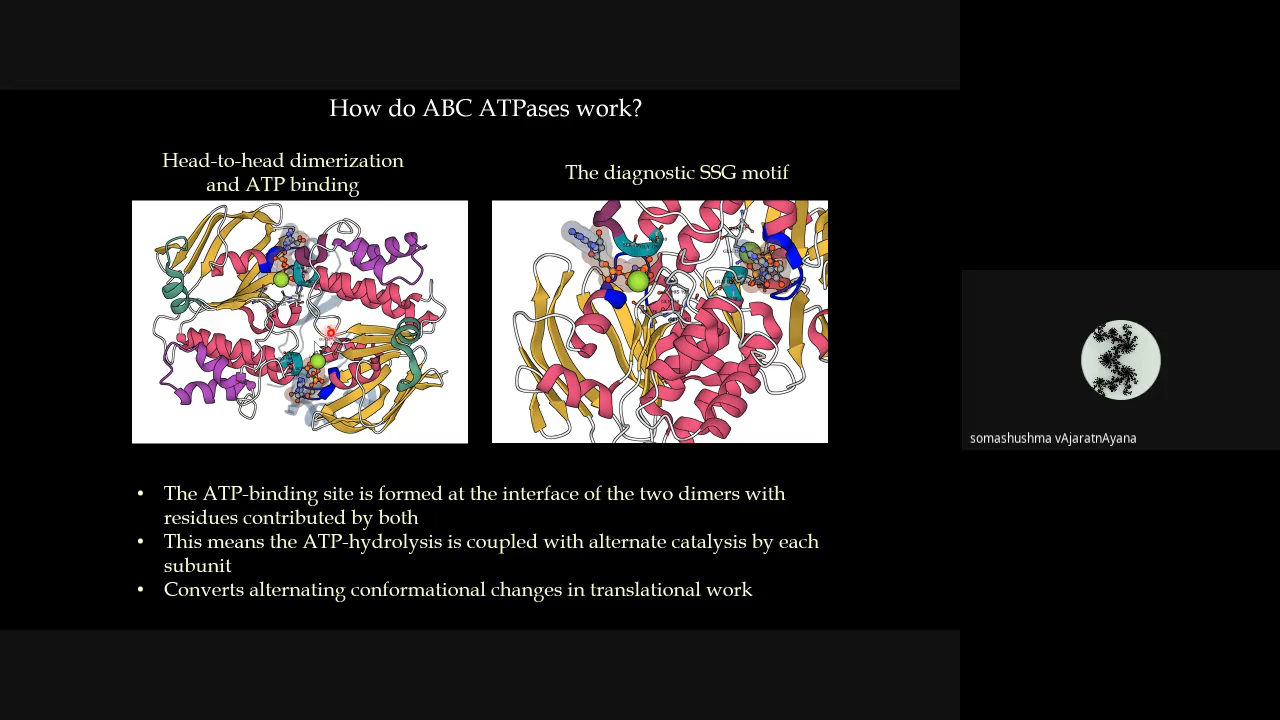 How do ABC ATPases work?
Head-to-head dimerization
and ATP binding
The diagnostic SSG motif
• The ATP-binding site is formed at the interface of the two dimers with
residues contributed by both
• This means the ATP-hydrolysis is coupled with alternate catalysis by each
subunit
• Converts alternating conformational changes in translational work
somashushma vAjaratnAyana